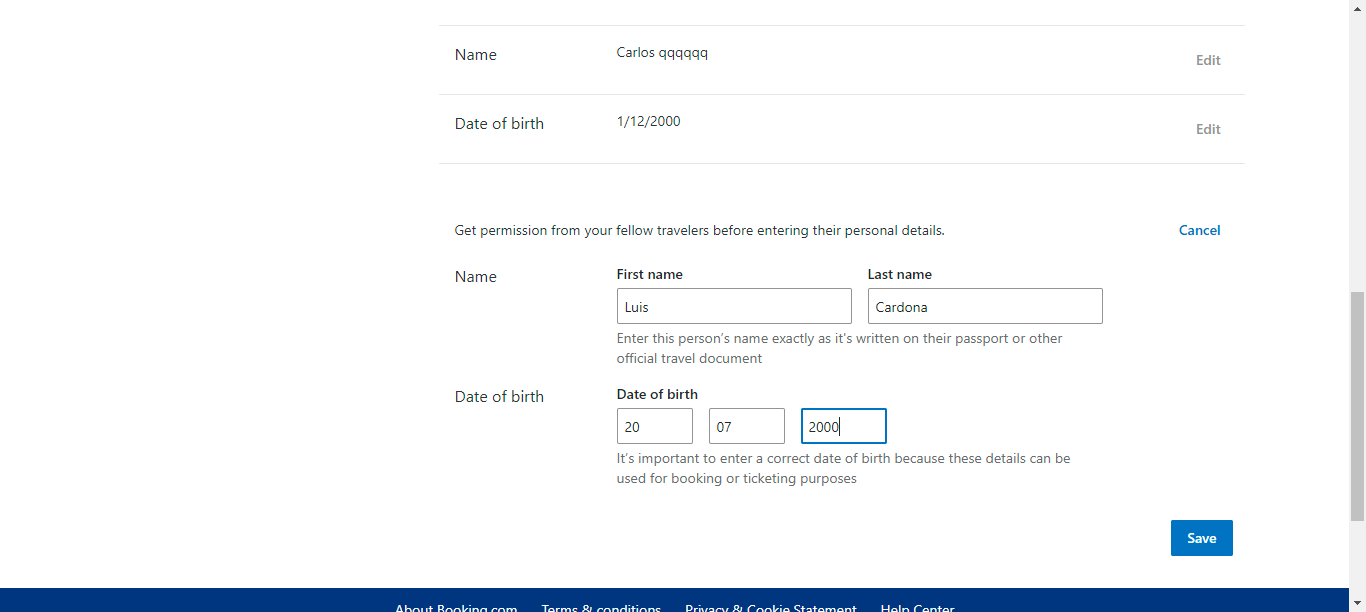 Name Carlos qqqqqq Edit
Date of birth 1/12/2000 Edit
Get permission from your fellow travelers before entering their personal details. Cancel
Name First name Last name
Luis Cardona
Enter this person's name exactly as it's written on their passport or other
official travel document
Date of birth Date of birth
20 07 2000
It's important to enter a correct date of birth because these details can be
used for booking or ticketing purposes
Save
About Booking.com Terms & conditions Privacy & Cookie Statement Help Center